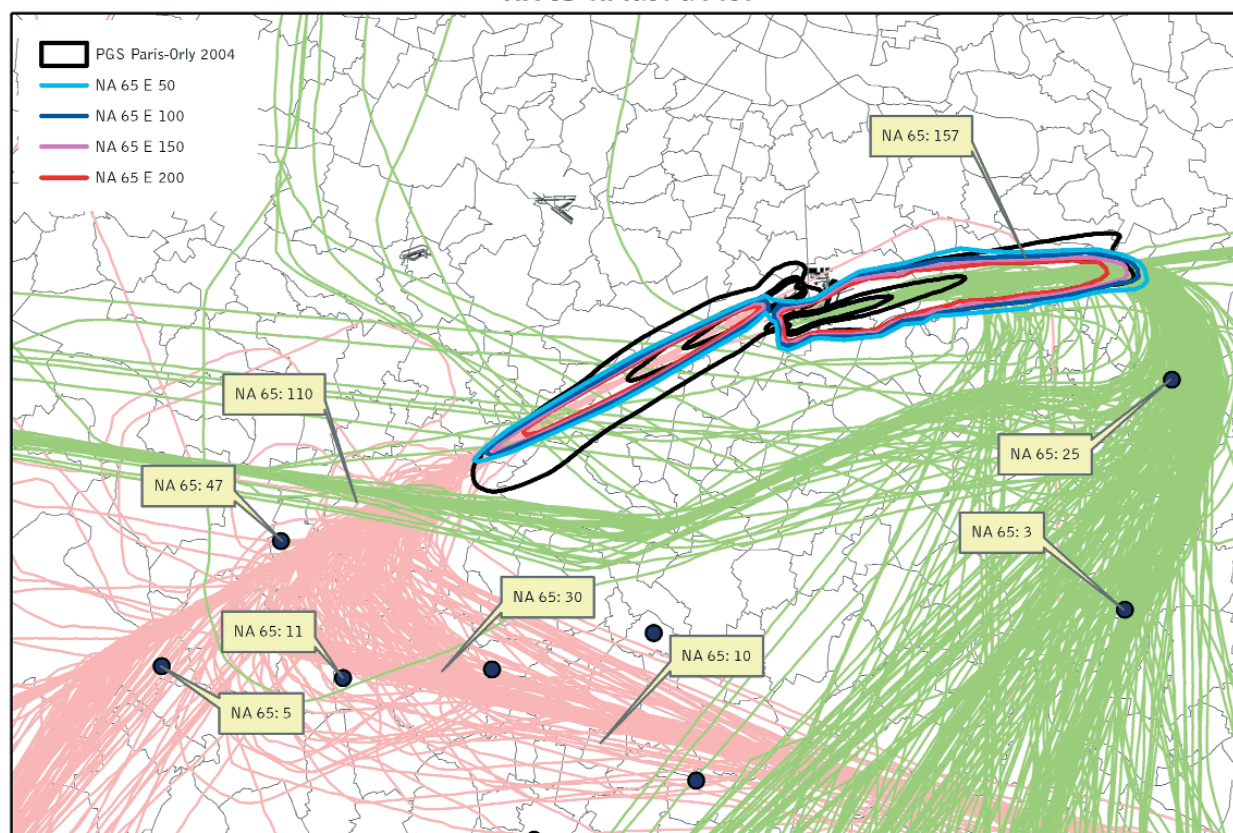 PGS Paris-Orly 2004
NA 65 E 50
NA 65 E 100
NA 65 E 150
NA 65 E 200
NA 65: 157
NA 65: 110
NA 65: 47
NA 65: 25
NA 65: 3
NA 65: 30
NA 65: 11
NA 65: 10
NA 65: 5